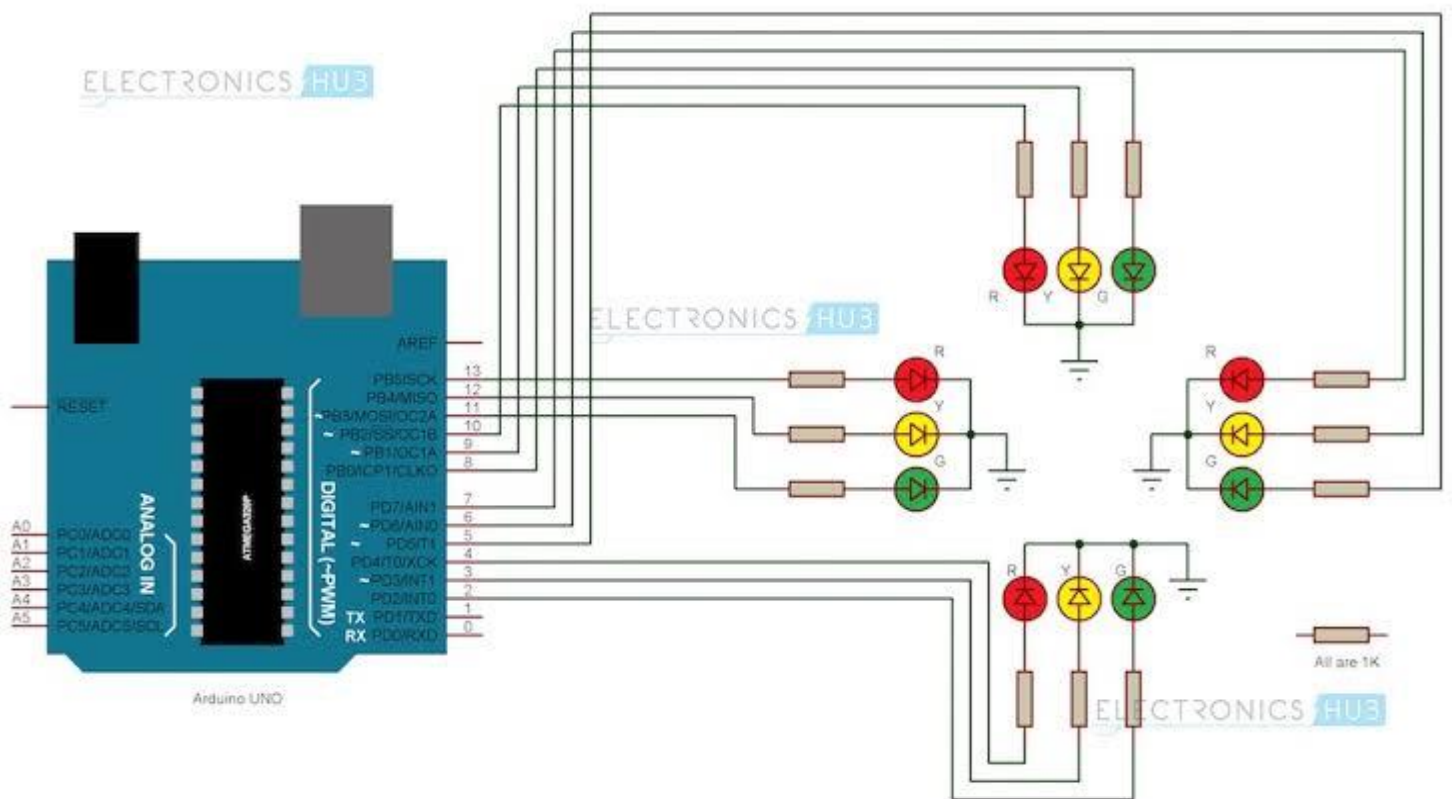 ELECTRONICS HUB
ELECTRONICS HUB
R Y G
AREF
RESET
PB5/SCK 13
PB4/MISO 12
~PB3/MOSI/OC2A 11
~ PB2/SS/OC1B 10
~ PB1/OC1A 9
PB0/ICP1/CLKO 8
PD7/AIN1 7
~ PD6/AIN0 6
~ PD5/T1 5
PD4/T0/XCK 4
~ PD3/INT1 3
PD2/INT0 2
TX PD1/TXD 1
RX PD0/RXD 0
DIGITAL (~PWM)
ATMEGA328P
ANALOG IN
A0 PC0/ADC0
A1 PC1/ADC1
A2 PC2/ADC2
A3 PC3/ADC3
A4 PC4/ADC4/SDA
A5 PC5/ADC5/SCL
Arduino UNO
R
Y
G
R
Y
G
R Y G
All are 1K
ELECTRONICS HUB